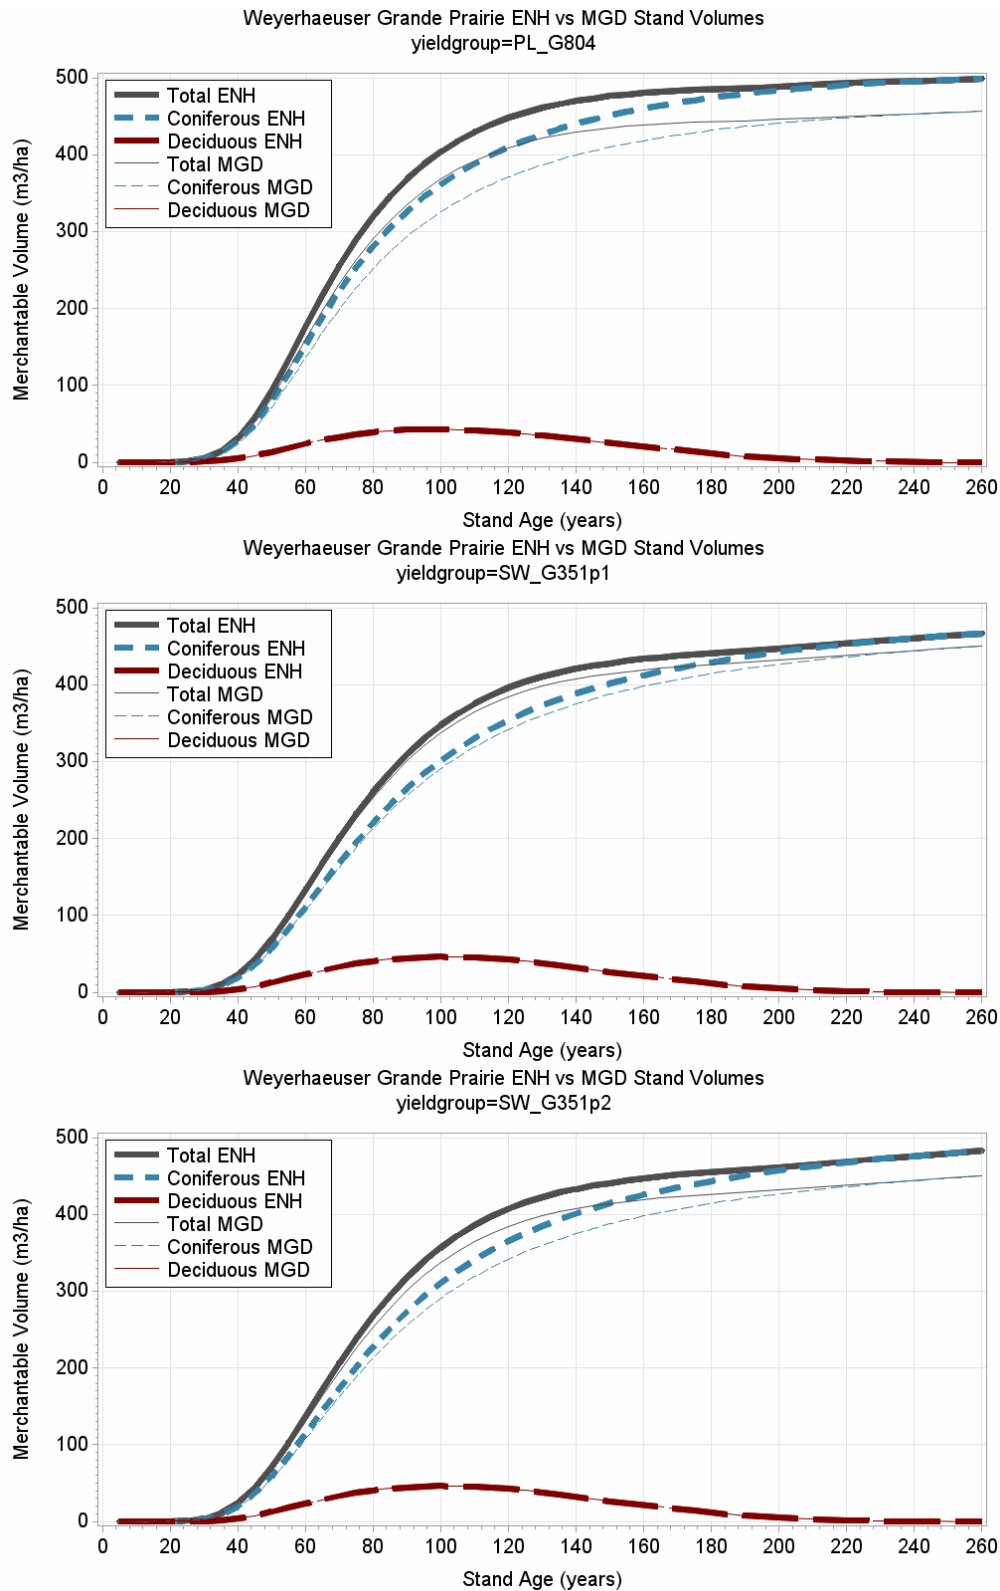 Weyerhaeuser Grande Prairie ENH vs MGD Stand Volumes
yieldgroup=PL_G804
Merchantable Volume (m3/ha)
500
400
300
200
100
0
Total ENH
Coniferous ENH
Deciduous ENH
Total MGD
Coniferous MGD
Deciduous MGD
0 20 40 60 80 100 120 140 160 180 200 220 240 260
Stand Age (years)
Weyerhaeuser Grande Prairie ENH vs MGD Stand Volumes
yieldgroup=SW_G351p1
Merchantable Volume (m3/ha)
500
400
300
200
100
0
Total ENH
Coniferous ENH
Deciduous ENH
Total MGD
Coniferous MGD
Deciduous MGD
0 20 40 60 80 100 120 140 160 180 200 220 240 260
Stand Age (years)
Weyerhaeuser Grande Prairie ENH vs MGD Stand Volumes
yieldgroup=SW_G351p2
Merchantable Volume (m3/ha)
500
400
300
200
100
0
Total ENH
Coniferous ENH
Deciduous ENH
Total MGD
Coniferous MGD
Deciduous MGD
0 20 40 60 80 100 120 140 160 180 200 220 240 260
Stand Age (years)